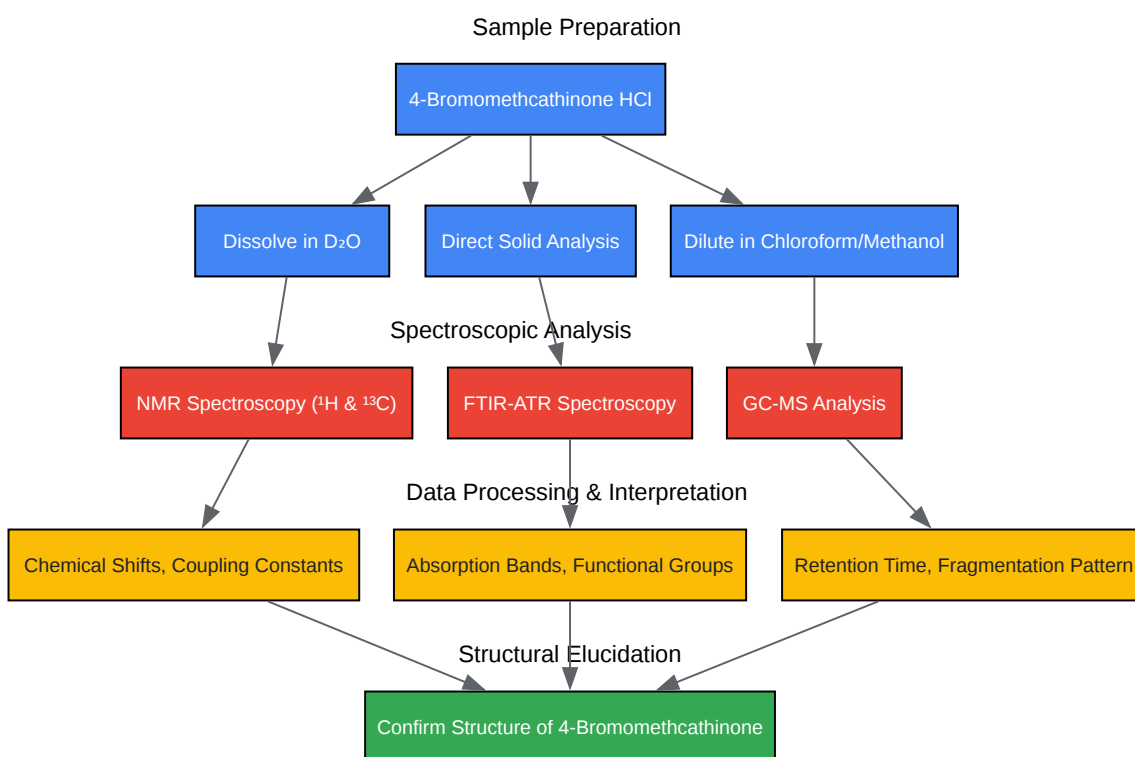 Sample Preparation
4-Bromomethcathinone HCl
Dissolve in D₂O
Direct Solid Analysis
Dilute in Chloroform/Methanol
Spectroscopic Analysis
NMR Spectroscopy (¹H & ¹³C)
FTIR-ATR Spectroscopy
GC-MS Analysis
Data Processing & Interpretation
Chemical Shifts, Coupling Constants
Absorption Bands, Functional Groups
Retention Time, Fragmentation Pattern
Structural Elucidation
Confirm Structure of 4-Bromomethcathinone